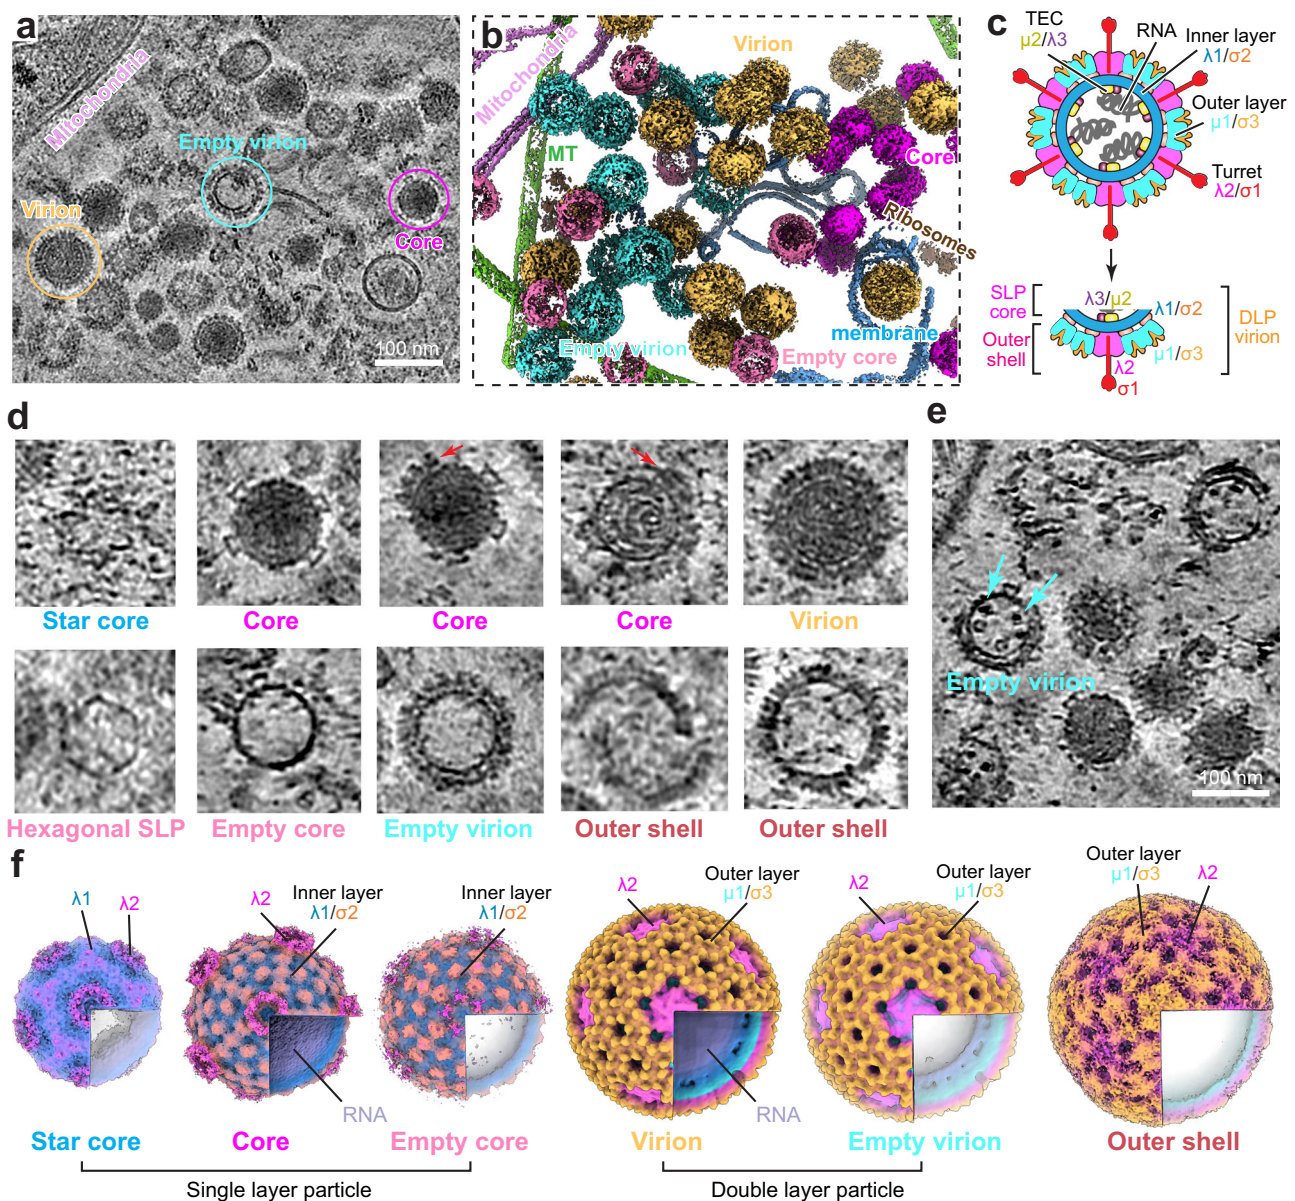 a
Mitochondria
Empty virion
Virion
Core
100 nm
b
Mitochondria
Virion
MT
Core
Ribosomes
membrane
Empty virion
Empty core
c
TEC
μ2/λ3
RNA
Inner layer
λ1/σ2
Outer layer
μ1/σ3
Turret
λ2/σ1
SLP
core
λ3/μ2
λ1/σ2
Outer
shell
μ1/σ3
λ2
σ1
DLP
virion
d
Star core
Core
Core
Core
Virion
Hexagonal SLP
Empty core
Empty virion
Outer shell
Outer shell
e
Empty virion
100 nm
f
λ1
λ2
λ2
Inner layer
λ1/σ2
Inner layer
λ1/σ2
λ2
Outer layer
μ1/σ3
λ2
Outer layer
μ1/σ3
Outer layer
μ1/σ3
λ2
RNA
RNA
Star core
Core
Empty core
Virion
Empty virion
Outer shell
Single layer particle
Double layer particle